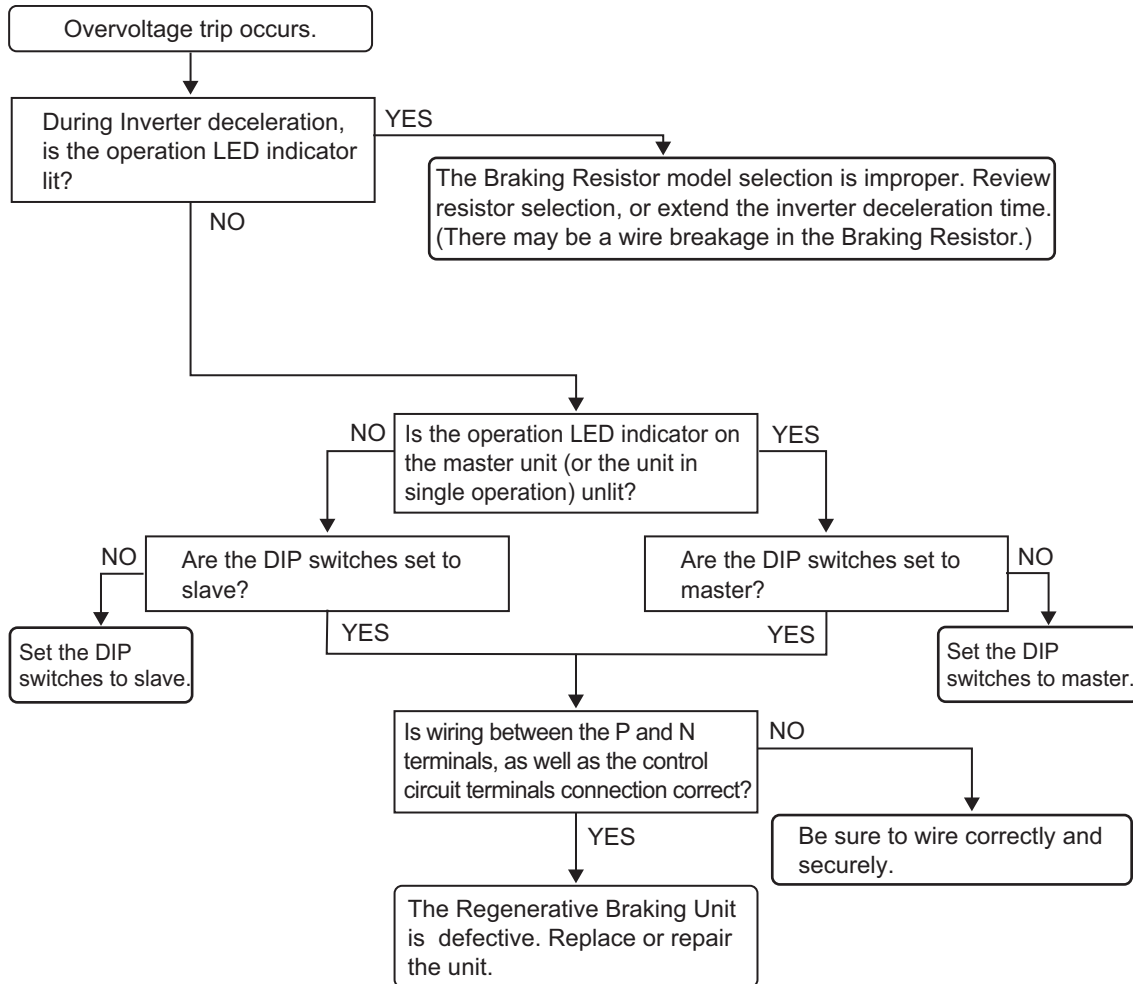 Overvoltage trip occurs.
During Inverter deceleration,
is the operation LED indicator
lit?
YES
The Braking Resistor model selection is improper. Review
resistor selection, or extend the inverter deceleration time.
(There may be a wire breakage in the Braking Resistor.)
NO
NO
Is the operation LED indicator on
the master unit (or the unit in
single operation) unlit?
YES
NO
Are the DIP switches set to
slave?
Are the DIP switches set to
master?
NO
YES
YES
Set the DIP
switches to slave.
Set the DIP
switches to master.
Is wiring between the P and N
terminals, as well as the control
circuit terminals connection correct?
NO
YES
Be sure to wire correctly and
securely.
The Regenerative Braking Unit
is defective. Replace or repair
the unit.